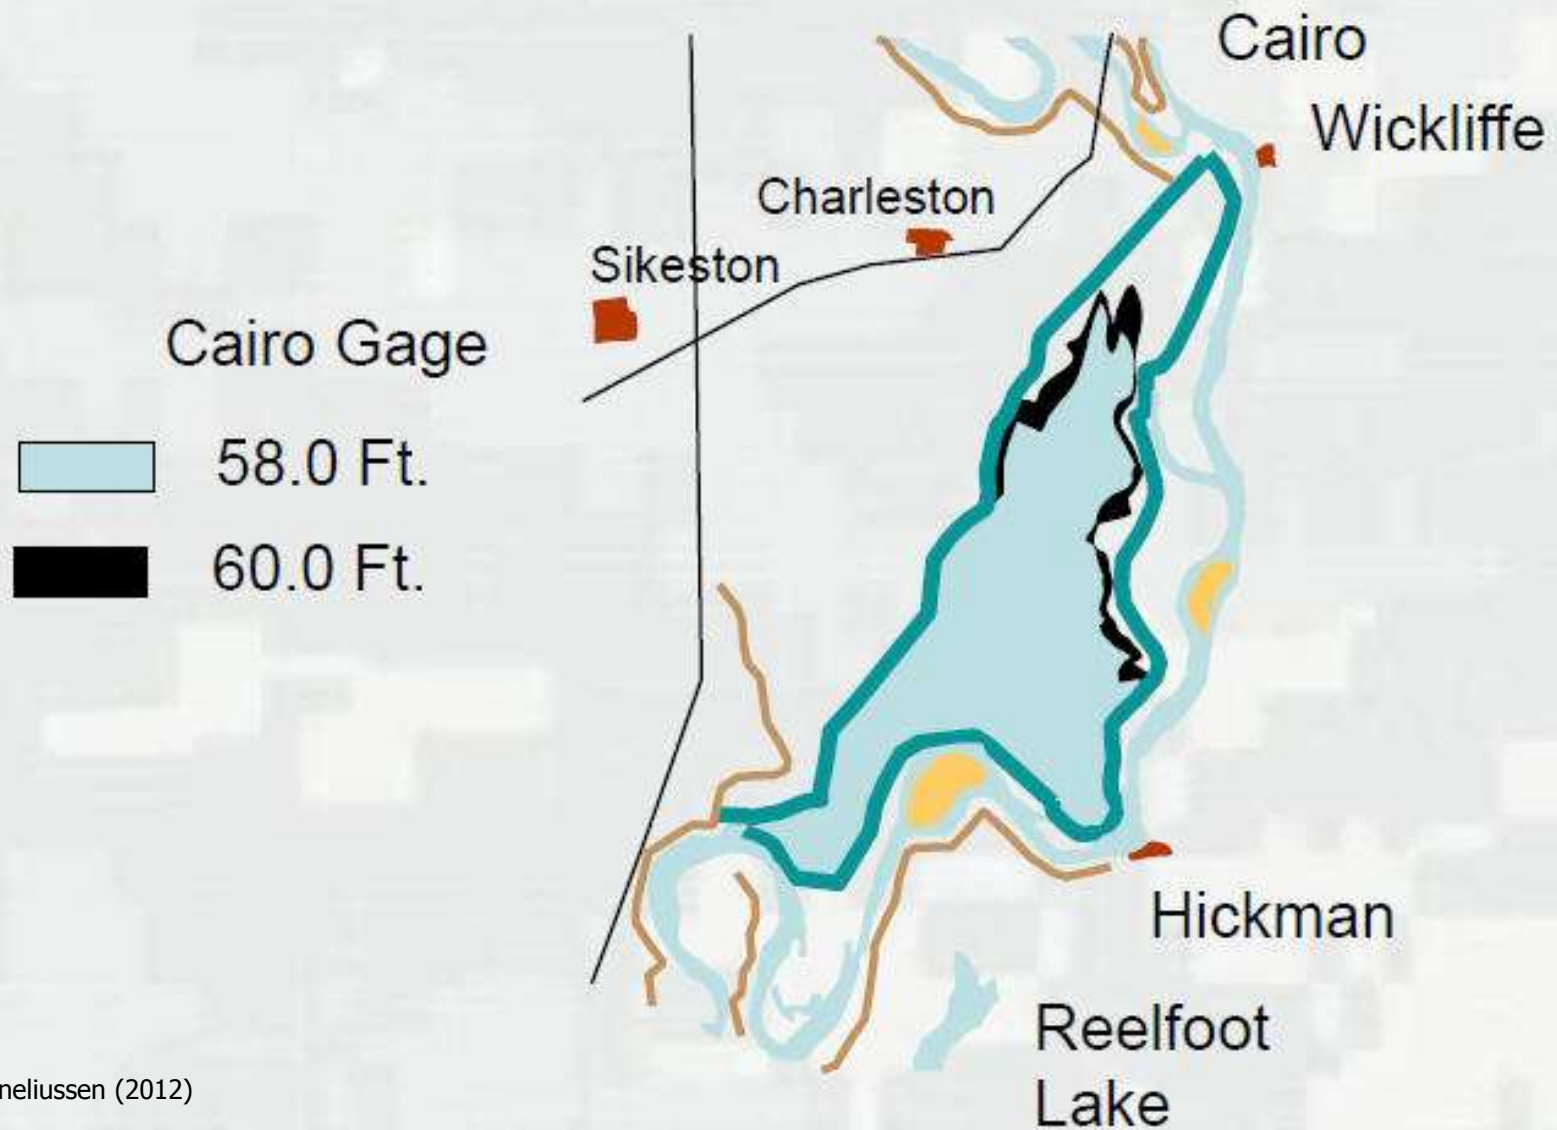 Cairo
Wickliffe
Charleston
Sikeston
Cairo Gage
58.0 Ft.
60.0 Ft.
Hickman
Reelfoot
Lake
neliussen (2012)